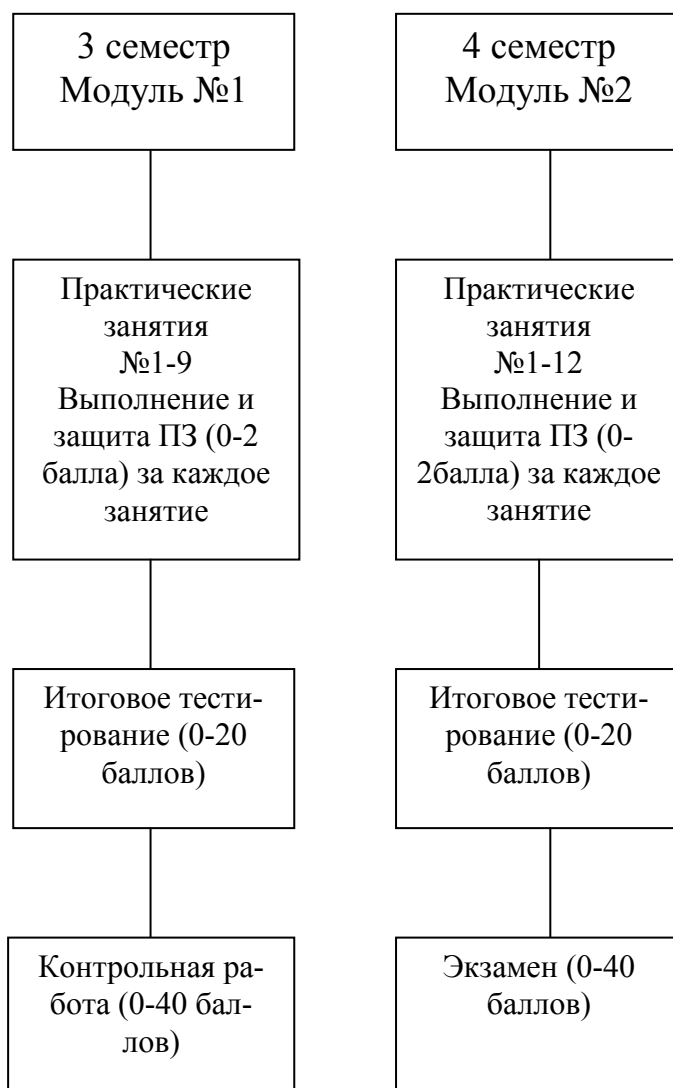 3 семестр
Модуль №1
Практические
занятия
№1-9
Выполнение и
защита ПЗ (0-2
балла) за каждое
занятие
Итоговое тести-
рование (0-20
баллов)
Контрольная ра-
бота (0-40 бал-
лов)
4 семестр
Модуль №2
Практические
занятия
№1-12
Выполнение и
защита ПЗ (0-
2балла) за каждое
занятие
Итоговое тести-
рование (0-20
баллов)
Экзамен (0-40
баллов)